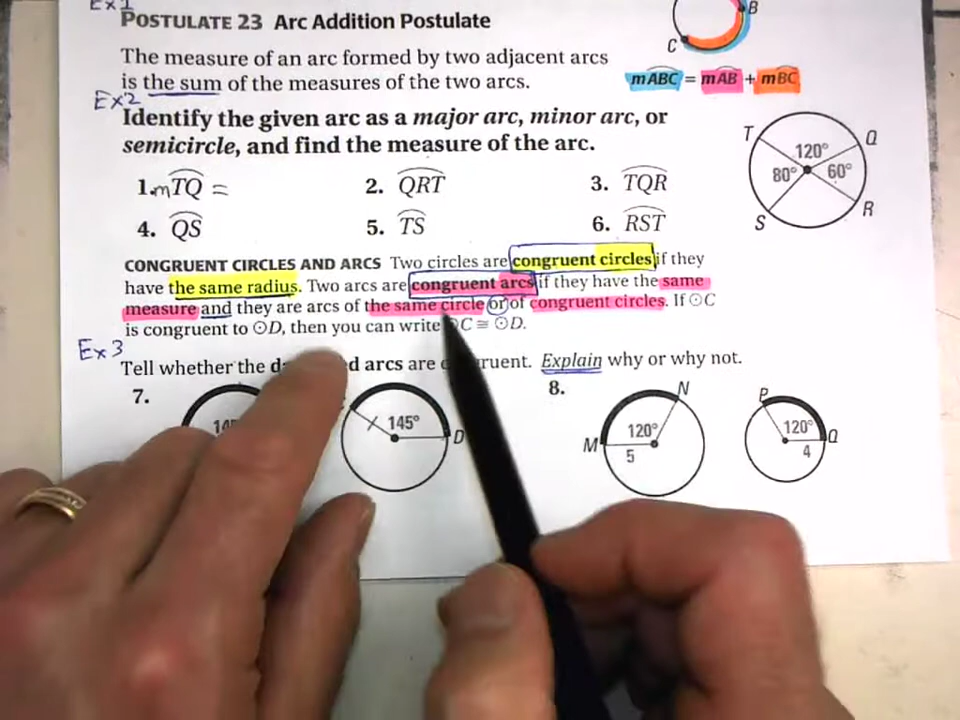 Ex1
POSTULATE 23 Arc Addition Postulate
B
C
The measure of an arc formed by two adjacent arcs
is the sum of the measures of the two arcs.
mABC = mAB + mBC
Ex2
Identify the given arc as a major arc, minor arc, or
semicircle, and find the measure of the arc.
T
Q
120°
80°
60°
S
R
1. mTQ =
2. QRT
3. TQR
4. QS
5. TS
6. RST
CONGRUENT CIRCLES AND ARCS Two circles are congruent circles if they
have the same radius. Two arcs are congruent arcs if they have the same
measure and they are arcs of the same circle or of congruent circles. If ⊙C
is congruent to ⊙D, then you can write C ≅ ⊙D.
Ex3
Tell whether the arcs are congruent. Explain why or why not.
7.
145°
D
8.
M
N
120°
5
P
Q
120°
4